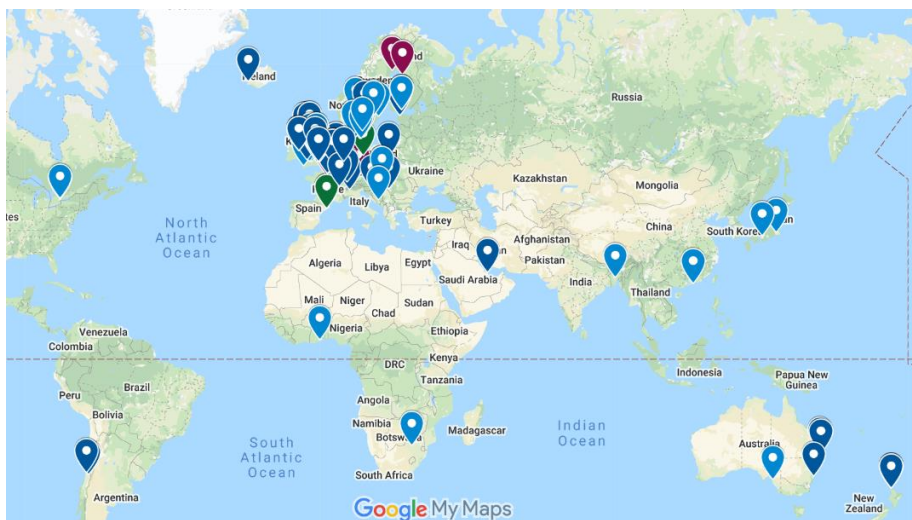 Russia
Ukraine
Kazakhstan
Mongolia
North
Atlantic
Ocean
Spain
Italy
Turkey
China
South Korea
Iraq
Afghanistan
Pakistan
Algeria
Libya
Egypt
Saudi Arabia
India
Thailand
Mali
Niger
Chad
Sudan
Nigeria
Ethiopia
Venezuela
Colombia
DRC
Kenya
Tanzania
Indonesia
Papua New
Guinea
Peru
Brazil
Bolivia
Angola
Namibia
Madagascar
Indian
Ocean
South
Atlantic
Ocean
Australia
South Africa
Argentina
New
Zealand
Google My Maps